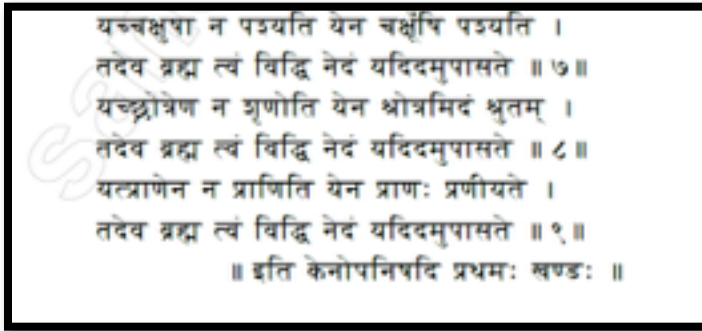 यच्चक्षुषा न पश्यति येन चक्षूंषि पश्यति ।
तदेव ब्रह्म त्वं विद्धि नेदं यदिदमुपासते ॥ ७॥
यच्छ्रोत्रेण न शृणोति येन श्रोत्रमिदं श्रुतम् ।
तदेव ब्रह्म त्वं विद्धि नेदं यदिदमुपासते ॥ ८॥
यत्प्राणेन न प्राणिति येन प्राणः प्रणीयते ।
तदेव ब्रह्म त्वं विद्धि नेदं यदिदमुपासते ॥ ९॥
॥ इति केनोपनिषदि प्रथमः खण्डः ॥